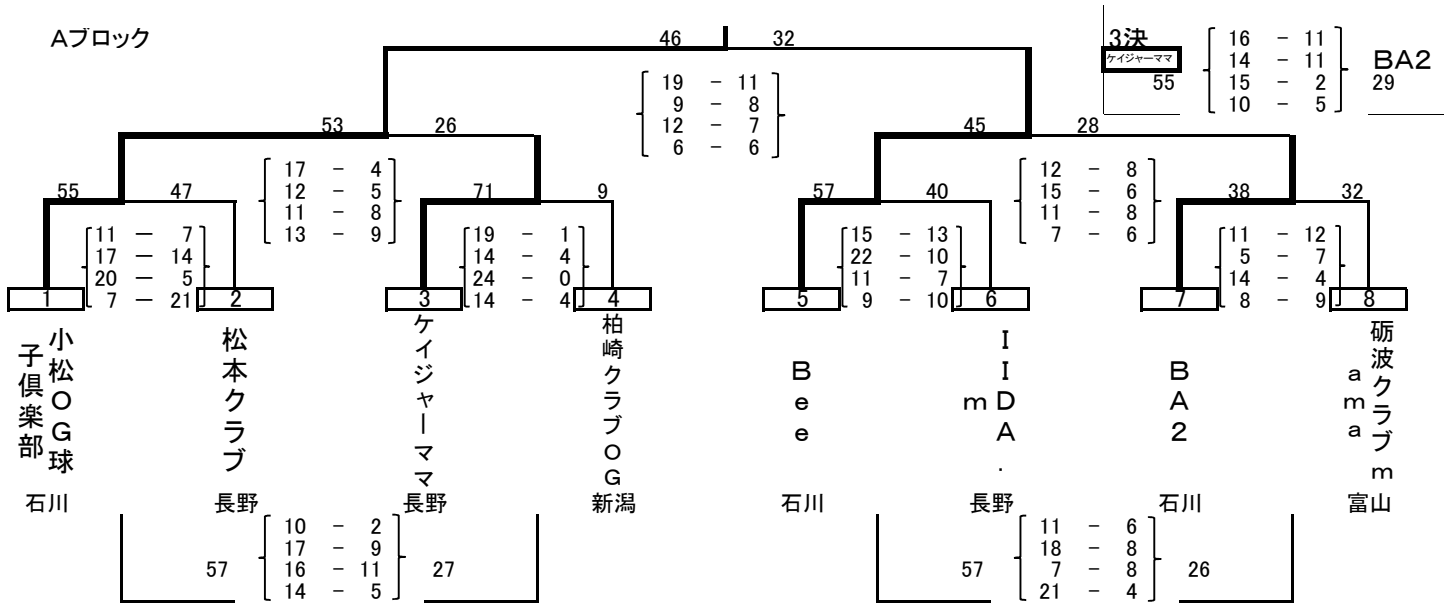 Aブロック
46 32
3決
ケイジャーママ
55
16 - 11
14 - 11
15 - 2
10 - 5
BA2
29
19 - 11
9 - 8
12 - 7
6 - 6
53 26
45 28
17 - 4
12 - 5
11 - 8
13 - 9
12 - 8
15 - 6
11 - 8
7 - 6
55 47
71 9
57 40
38 32
11 — 7
17 — 14
20 — 5
7 — 21
19 - 1
14 - 4
24 - 0
14 - 4
15 - 13
22 - 10
11 - 7
9 - 10
11 - 12
5 - 7
14 - 4
8 - 9
1 2 3 4 5 6 7 8
小松OG球
子倶楽部
松本クラブ
ケイジャーママ
柏崎クラブOG
Bee
IIDA.
m
BA2
砺波クラブm
ama
石川 長野 長野 新潟 石川 長野 石川 富山
57
10 - 2
17 - 9
16 - 11
14 - 5
27
57
11 - 6
18 - 8
7 - 8
21 - 4
26